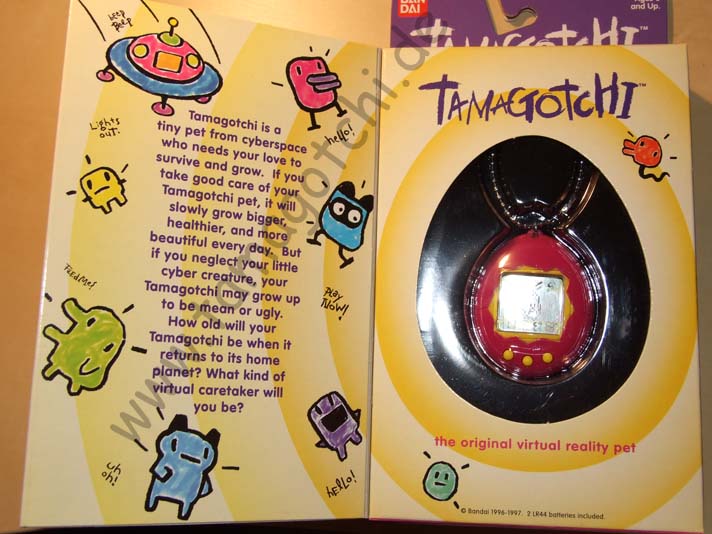 BAN
DAI
and Up.
TAMAGOTCHI™
beep
Beep
Lights
out.
hello!
Tamagotchi is a
tiny pet from cyberspace
who needs your love to
survive and grow. If you
take good care of your
Tamagotchi pet, it will
slowly grow bigger,
healthier, and more
beautiful every day. But
if you neglect your little
cyber creature, your
Tamagotchi may grow up
to be mean or ugly.
How old will your
Tamagotchi be when it
returns to its home
planet? What kind of
virtual caretaker will
you be?
Feed Me!
Play
NOW!
uh
oh!
hELLO!
www.tamagotchi.de
TAMAGOTCHI™
the original virtual reality pet
© Bandai 1996-1997. 2 LR44 batteries included.